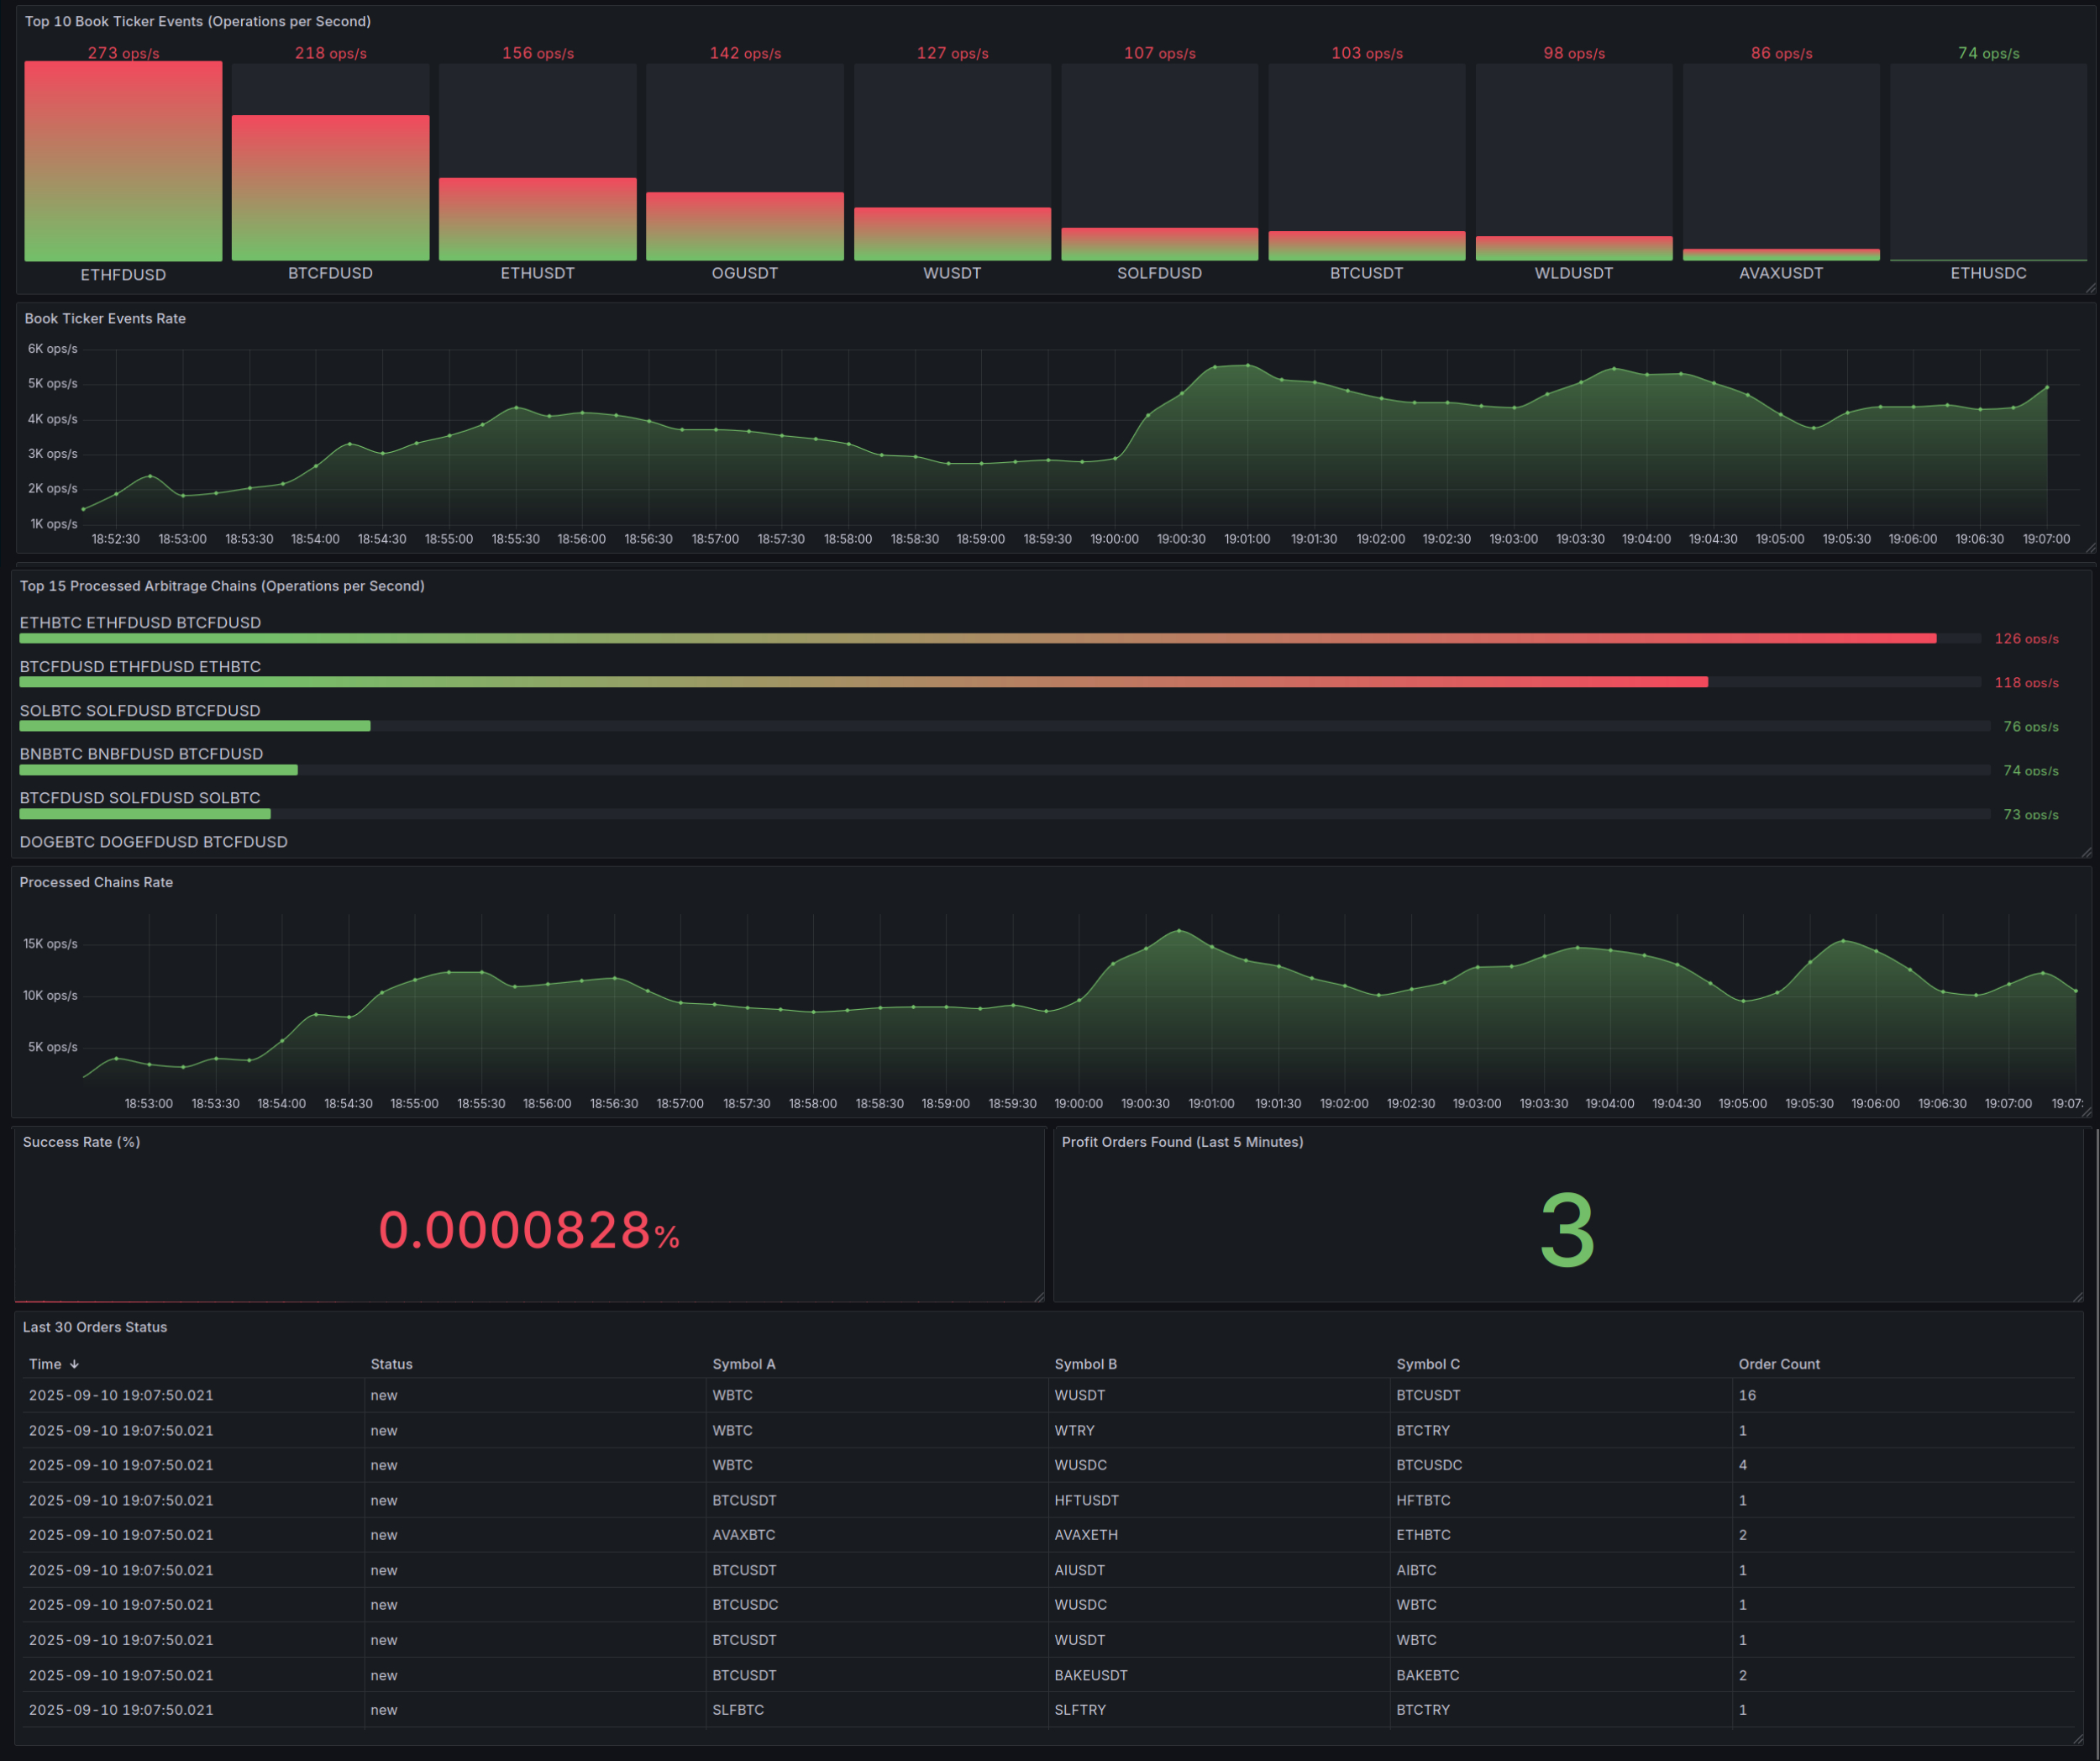 Top 10 Book Ticker Events (Operations per Second)
273 ops/s 218 ops/s 156 ops/s 142 ops/s 127 ops/s 107 ops/s 103 ops/s 98 ops/s 86 ops/s 74 ops/s
ETHFDUSD BTCFDUSD ETHUSDT OGUSDT WUSDT SOLFDUSD BTCUSDT WLDUSDT AVAXUSDT ETHUSDC
Book Ticker Events Rate
6K ops/s
5K ops/s
4K ops/s
3K ops/s
2K ops/s
1K ops/s
18:52:30 18:53:00 18:53:30 18:54:00 18:54:30 18:55:00 18:55:30 18:56:00 18:56:30 18:57:00 18:57:30 18:58:00 18:58:30 18:59:00 18:59:30 19:00:00 19:00:30 19:01:00 19:01:30 19:02:00 19:02:30 19:03:00 19:03:30 19:04:00 19:04:30 19:05:00 19:05:30 19:06:00 19:06:30 19:07:00
Top 15 Processed Arbitrage Chains (Operations per Second)
ETHBTC ETHFDUSD BTCFDUSD
126 ops/s
BTCFDUSD ETHFDUSD ETHBTC
118 ops/s
SOLBTC SOLFDUSD BTCFDUSD
76 ops/s
BNBBTC BNBFDUSD BTCFDUSD
74 ops/s
BTCFDUSD SOLFDUSD SOLBTC
73 ops/s
DOGEBTC DOGEFDUSD BTCFDUSD
Processed Chains Rate
15K ops/s
10K ops/s
5K ops/s
18:53:00 18:53:30 18:54:00 18:54:30 18:55:00 18:55:30 18:56:00 18:56:30 18:57:00 18:57:30 18:58:00 18:58:30 18:59:00 18:59:30 19:00:00 19:00:30 19:01:00 19:01:30 19:02:00 19:02:30 19:03:00 19:03:30 19:04:00 19:04:30 19:05:00 19:05:30 19:06:00 19:06:30 19:07:00 19:07:
Success Rate (%)
0.0000828%
Profit Orders Found (Last 5 Minutes)
3
Last 30 Orders Status
Time ↓ Status Symbol A Symbol B Symbol C Order Count
2025-09-10 19:07:50.021 new WBTC WUSDT BTCUSDT 16
2025-09-10 19:07:50.021 new WBTC WTRY BTCTRY 1
2025-09-10 19:07:50.021 new WBTC WUSDC BTCUSDC 4
2025-09-10 19:07:50.021 new BTCUSDT HFTUSDT HFTBTC 1
2025-09-10 19:07:50.021 new AVAXBTC AVAXETH ETHBTC 2
2025-09-10 19:07:50.021 new BTCUSDT AIUSDT AIBTC 1
2025-09-10 19:07:50.021 new BTCUSDC WUSDC WBTC 1
2025-09-10 19:07:50.021 new BTCUSDT WUSDT WBTC 1
2025-09-10 19:07:50.021 new BTCUSDT BAKEUSDT BAKEBTC 2
2025-09-10 19:07:50.021 new SLFBTC SLFTRY BTCTRY 1